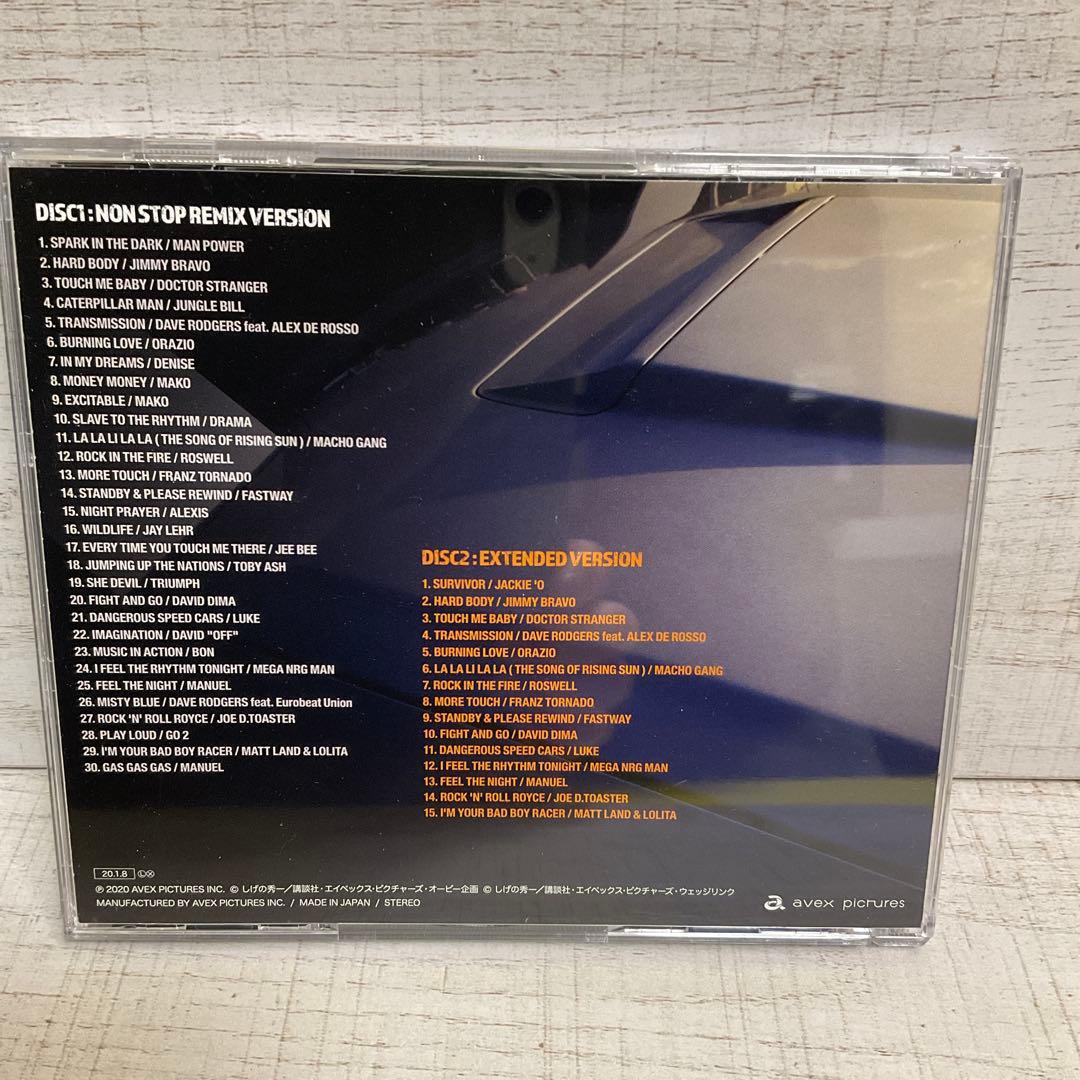 DISC1:NON STOP REMIX VERSION
1. SPARK IN THE DARK / MAN POWER
2. HARD BODY / JIMMY BRAVO
3. TOUCH ME BABY / DOCTOR STRANGER
4. CATERPILLAR MAN / JUNGLE BILL
5. TRANSMISSION / DAVE RODGERS feat. ALEX DE ROSSO
6. BURNING LOVE / ORAZIO
7. IN MY DREAMS / DENISE
8. MONEY MONEY / MAKO
9. EXCITABLE / MAKO
10. SLAVE TO THE RHYTHM / DRAMA
11. LA LA LI LA LA ( THE SONG OF RISING SUN ) / MACHO GANG
12. ROCK IN THE FIRE / ROSWELL
13. MORE TOUCH / FRANZ TORNADO
14. STANDBY & PLEASE REWIND / FASTWAY
15. NIGHT PRAYER / ALEXIS
16. WILDLIFE / JAY LEHR
17. EVERY TIME YOU TOUCH ME THERE / JEE BEE
18. JUMPING UP THE NATIONS / TOBY ASH
19. SHE DEVIL / TRIUMPH
20. FIGHT AND GO / DAVID DIMA
21. DANGEROUS SPEED CARS / LUKE
22. IMAGINATION / DAVID "OFF"
23. MUSIC IN ACTION / BON
24. I FEEL THE RHYTHM TONIGHT / MEGA NRG MAN
25. FEEL THE NIGHT / MANUEL
26. MISTY BLUE / DAVE RODGERS feat. Eurobeat Union
27. ROCK 'N' ROLL ROYCE / JOE D.TOASTER
28. PLAY LOUD / GO 2
29. I'M YOUR BAD BOY RACER / MATT LAND & LOLITA
30. GAS GAS GAS / MANUEL
DISC2:EXTENDED VERSION
1. SURVIVOR / JACKIE 'O
2. HARD BODY / JIMMY BRAVO
3. TOUCH ME BABY / DOCTOR STRANGER
4. TRANSMISSION / DAVE RODGERS feat. ALEX DE ROSSO
5. BURNING LOVE / ORAZIO
6. LA LA LI LA LA ( THE SONG OF RISING SUN ) / MACHO GANG
7. ROCK IN THE FIRE / ROSWELL
8. MORE TOUCH / FRANZ TORNADO
9. STANDBY & PLEASE REWIND / FASTWAY
10. FIGHT AND GO / DAVID DIMA
11. DANGEROUS SPEED CARS / LUKE
12. I FEEL THE RHYTHM TONIGHT / MEGA NRG MAN
13. FEEL THE NIGHT / MANUEL
14. ROCK 'N' ROLL ROYCE / JOE D.TOASTER
15. I'M YOUR BAD BOY RACER / MATT LAND & LOLITA
20.1.8 Ⓛ Ⓧ
℗ 2020 AVEX PICTURES INC. © しげの秀一／講談社・エイベックス・ピクチャーズ・オービー企画 © しげの秀一／講談社・エイベックス・ピクチャーズ・ウェッジリンク
MANUFACTURED BY AVEX PICTURES INC. / MADE IN JAPAN / STEREO
a avex pictures